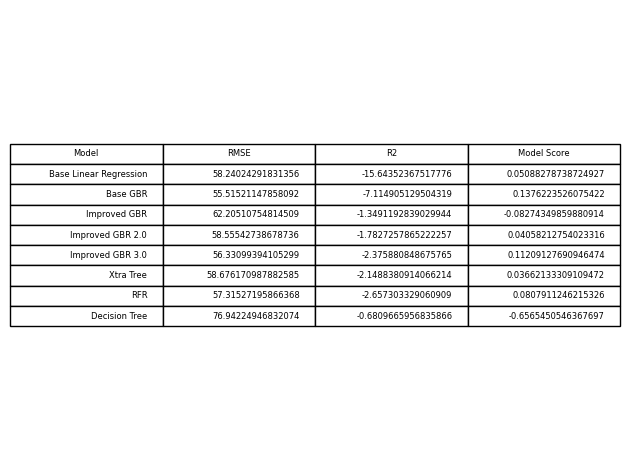 Model RMSE R2 Model Score
Base Linear Regression 58.24024291831356 -15.64352367517776 0.05088278738724927
Base GBR 55.51521147858092 -7.114905129504319 0.1376223526075422
Improved GBR 62.20510754814509 -1.3491192839029944 -0.08274349859880914
Improved GBR 2.0 58.55542738678736 -1.7827257865222257 0.04058212754023316
Improved GBR 3.0 56.33099394105299 -2.375880848675765 0.11209127690946474
Xtra Tree 58.676170987882585 -2.1488380914066214 0.03662133309109472
RFR 57.31527195866368 -2.657303329060909 0.0807911246215326
Decision Tree 76.94224946832074 -0.6809665956835866 -0.6565450546367697